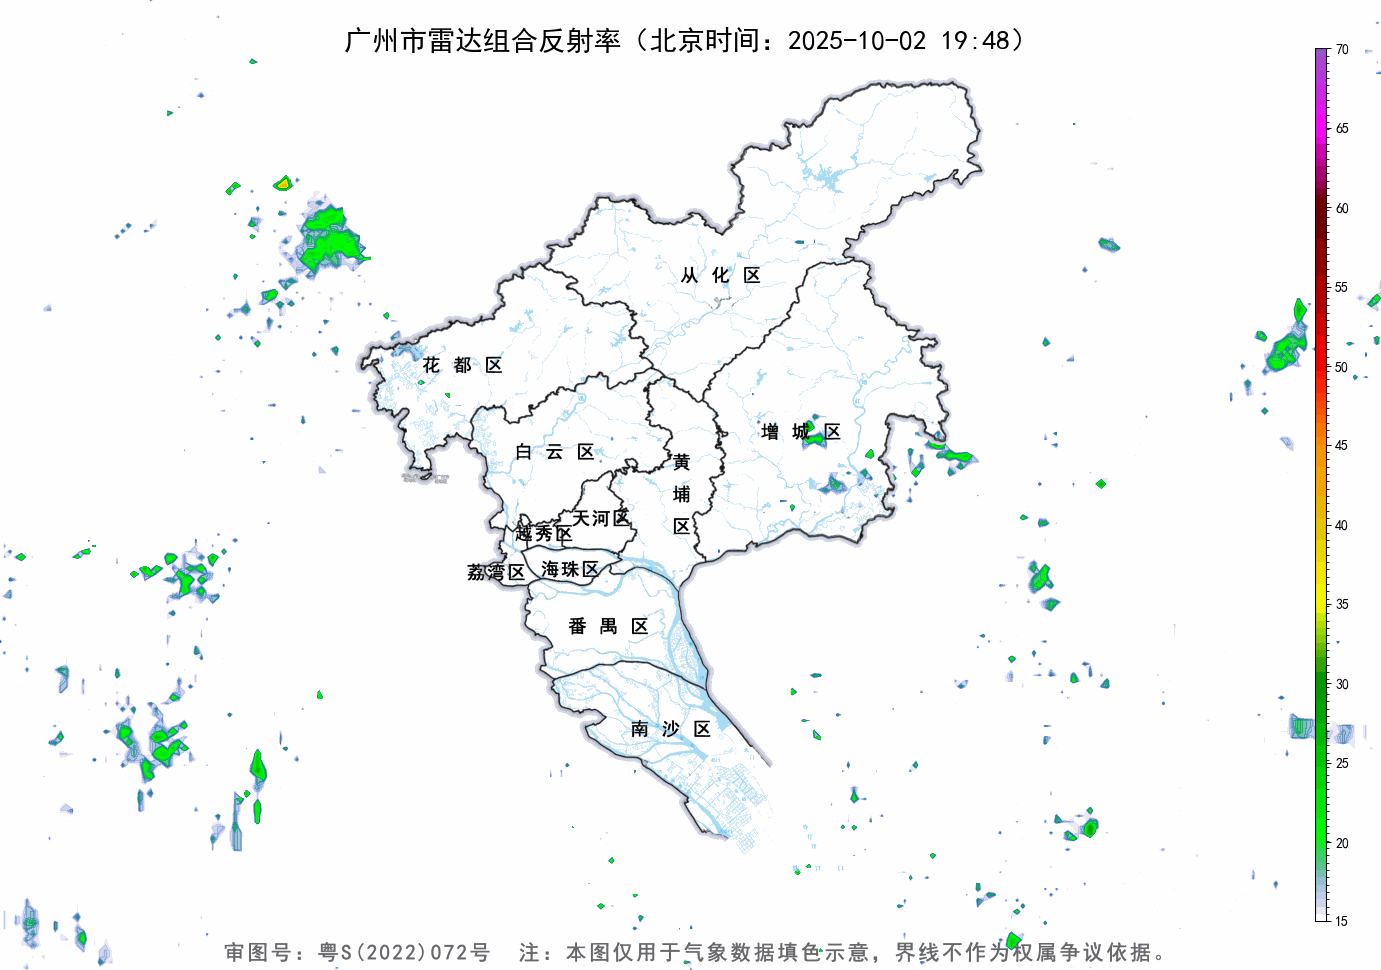 广州市雷达组合反射率（北京时间：2025-10-02 19:48）
70
65
60
55
50
45
40
35
30
25
20
15
从化区
花都区
增城区
白云区
黄埔区
天河区
越秀区
荔湾区
海珠区
番禺区
南沙区
审图号：粤S(2022)072号 注：本图仅用于气象数据填色示意，界线不作为权属争议依据。